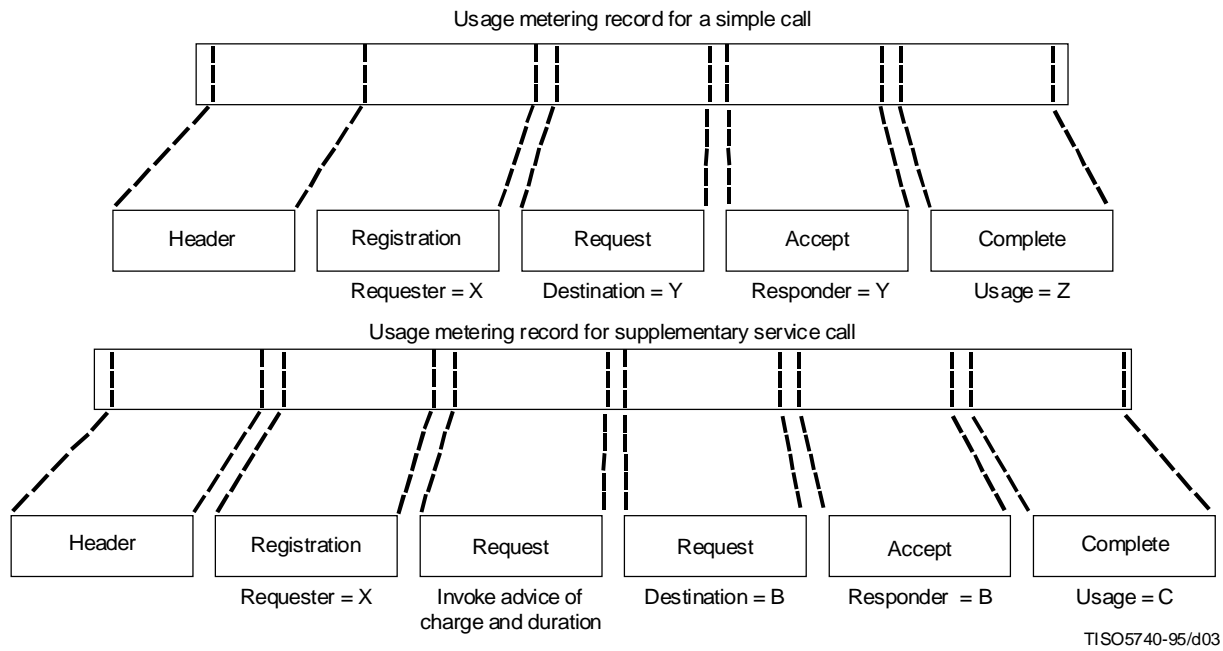 Usage metering record for a simple call
Header
Registration
Request
Accept
Complete
Requester = X
Destination = Y
Responder = Y
Usage = Z
Usage metering record for supplementary service call
Header
Registration
Request
Request
Accept
Complete
Requester = X
Invoke advice of
charge and duration
Destination = B
Responder = B
Usage = C
TISO5740-95/d03